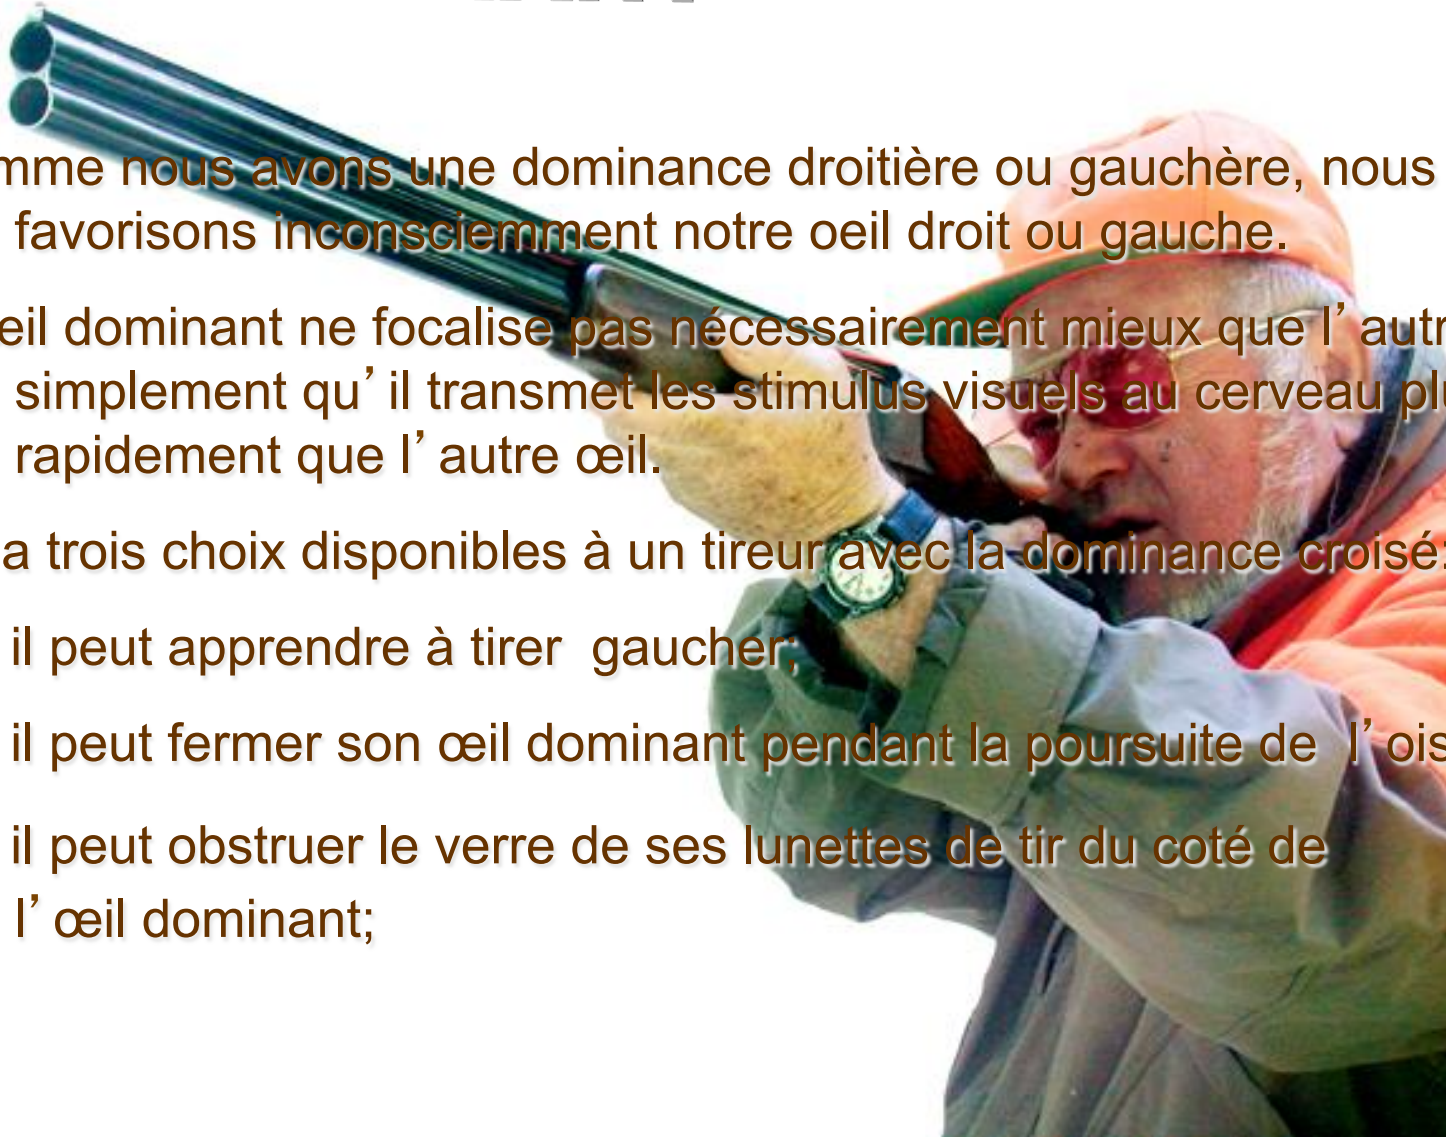 mme nous avons une dominance droitière ou gauchère, nous
favorisons inconsciemment notre oeil droit ou gauche.
eil dominant ne focalise pas nécessairement mieux que l’autr
simplement qu’il transmet les stimulus visuels au cerveau plu
rapidement que l’autre œil.
a trois choix disponibles à un tireur avec la dominance croisé:
il peut apprendre à tirer gaucher;
il peut fermer son œil dominant pendant la poursuite de l’ois
il peut obstruer le verre de ses lunettes de tir du coté de
l’œil dominant;